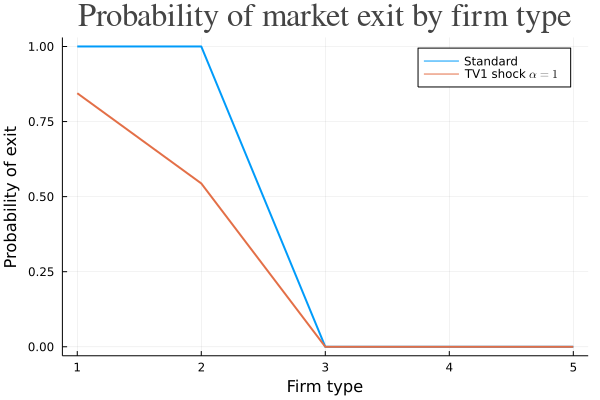 Probability of market exit by firm type
Standard
TV1 shock α = 1
Probability of exit
1.00
0.75
0.50
0.25
0.00
1 2 3 4 5
Firm type